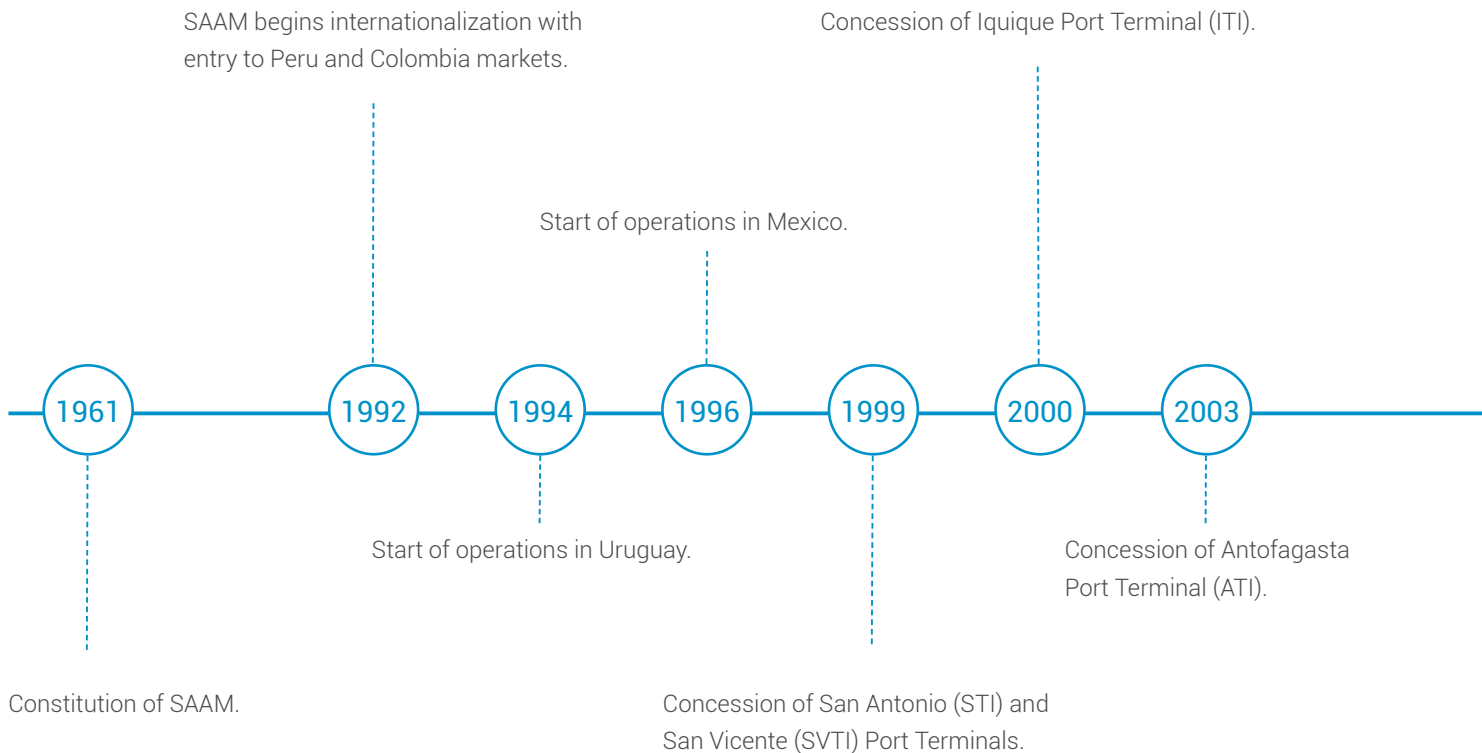 SAAM begins internationalization with
entry to Peru and Colombia markets.
Concession of Iquique Port Terminal (ITI).
Start of operations in Mexico.
1961
1992
1994
1996
1999
2000
2003
Start of operations in Uruguay.
Concession of Antofagasta
Port Terminal (ATI).
Constitution of SAAM.
Concession of San Antonio (STI) and
San Vicente (SVTI) Port Terminals.